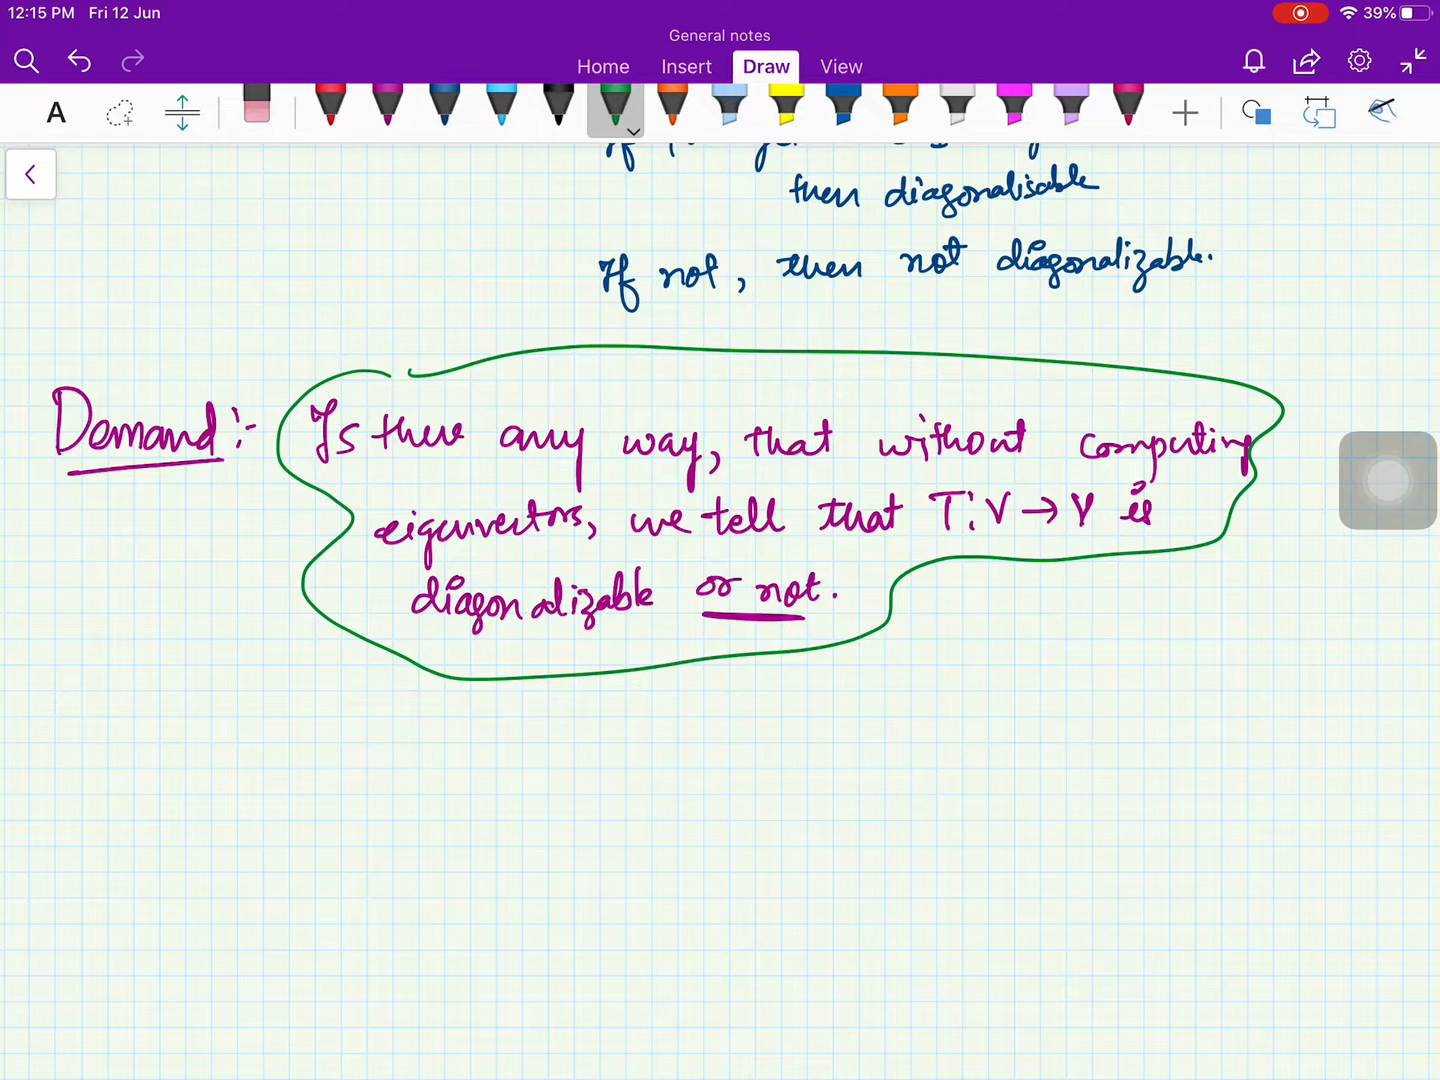 12:15 PM Fri 12 Jun
39%
General notes
Home Insert Draw View
A
If
then diagonalisable
If not, then not diagonalizable.
Demand :- Is there any way, that without computing
eigenvectors, we tell that T: V → V is
diagonalizable or not.